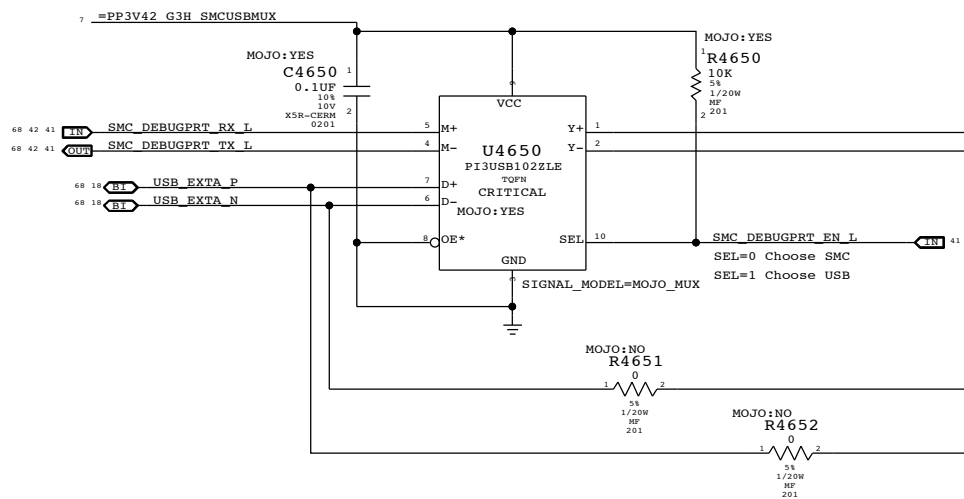 7 =PP3V42_G3H_SMCUSBMUX
MOJO:YES
C4650
0.1UF
10%
10V
X5R-CERM
0201
1
2
MOJO:YES
R4650
10K
5%
1/20W
MF
201
1
2
9
VCC
68 42 41 IN SMC_DEBUGPRT_RX_L 5 M+
68 42 41 OUT SMC_DEBUGPRT_TX_L 4 M-
Y+ 1
Y- 2
U4650
PI3USB102ZLE
TQFN
CRITICAL
MOJO:YES
68 18 BI USB_EXTA_P 7 D+
68 18 BI USB_EXTA_N 6 D-
8 OE*
SEL 10
SMC_DEBUGPRT_EN_L IN 41
SEL=0 Choose SMC
SEL=1 Choose USB
GND
3
SIGNAL_MODEL=MOJO_MUX
MOJO:NO
R4651
0
1 2
5%
1/20W
MF
201
MOJO:NO
R4652
0
1 2
5%
1/20W
MF
201